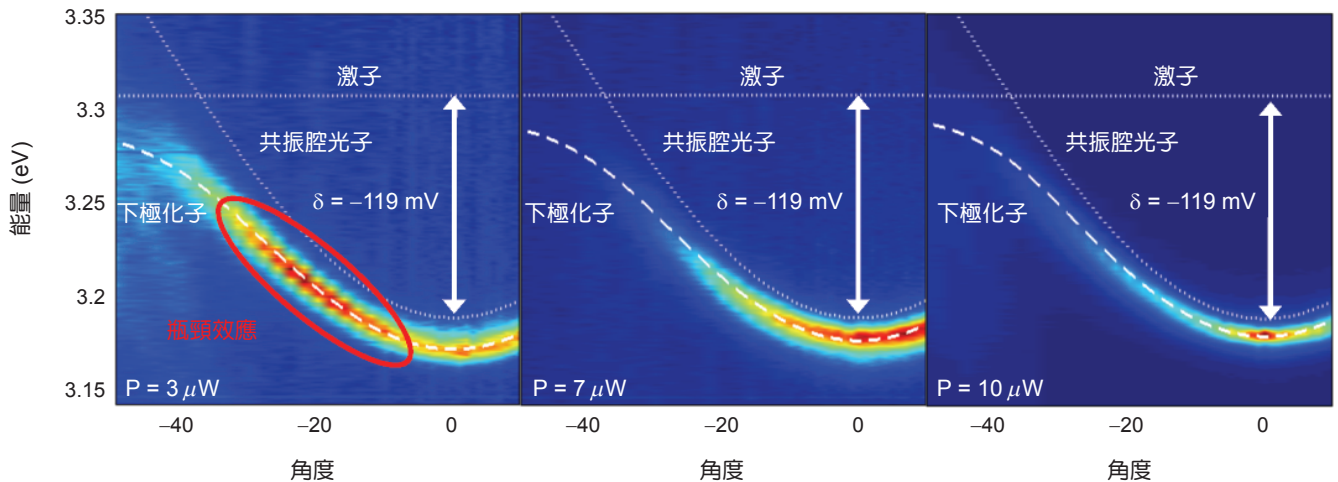 能量 (eV)
3.35
3.3
3.25
3.2
3.15
激子
共振腔光子
δ = −119 mV
下極化子
瓶頸效應
P = 3 μW
−40
−20
0
角度
激子
共振腔光子
δ = −119 mV
下極化子
P = 7 μW
−40
−20
0
角度
激子
共振腔光子
δ = −119 mV
下極化子
P = 10 μW
−40
−20
0
角度